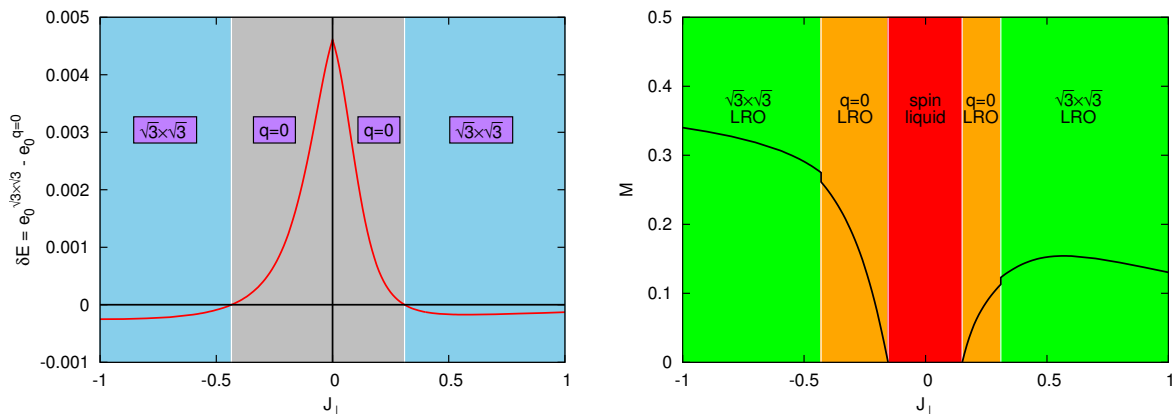 0.005
0.004
0.003
0.002
0.001
0
-0.001
δE = e₀^√3×√3 - e₀^q=0
√3×√3
q=0
q=0
√3×√3
-1
-0.5
0
0.5
1
J⊥
0.5
0.4
0.3
0.2
0.1
0
M
√3×√3
LRO
q=0
LRO
spin
liquid
q=0
LRO
√3×√3
LRO
-1
-0.5
0
0.5
1
J⊥